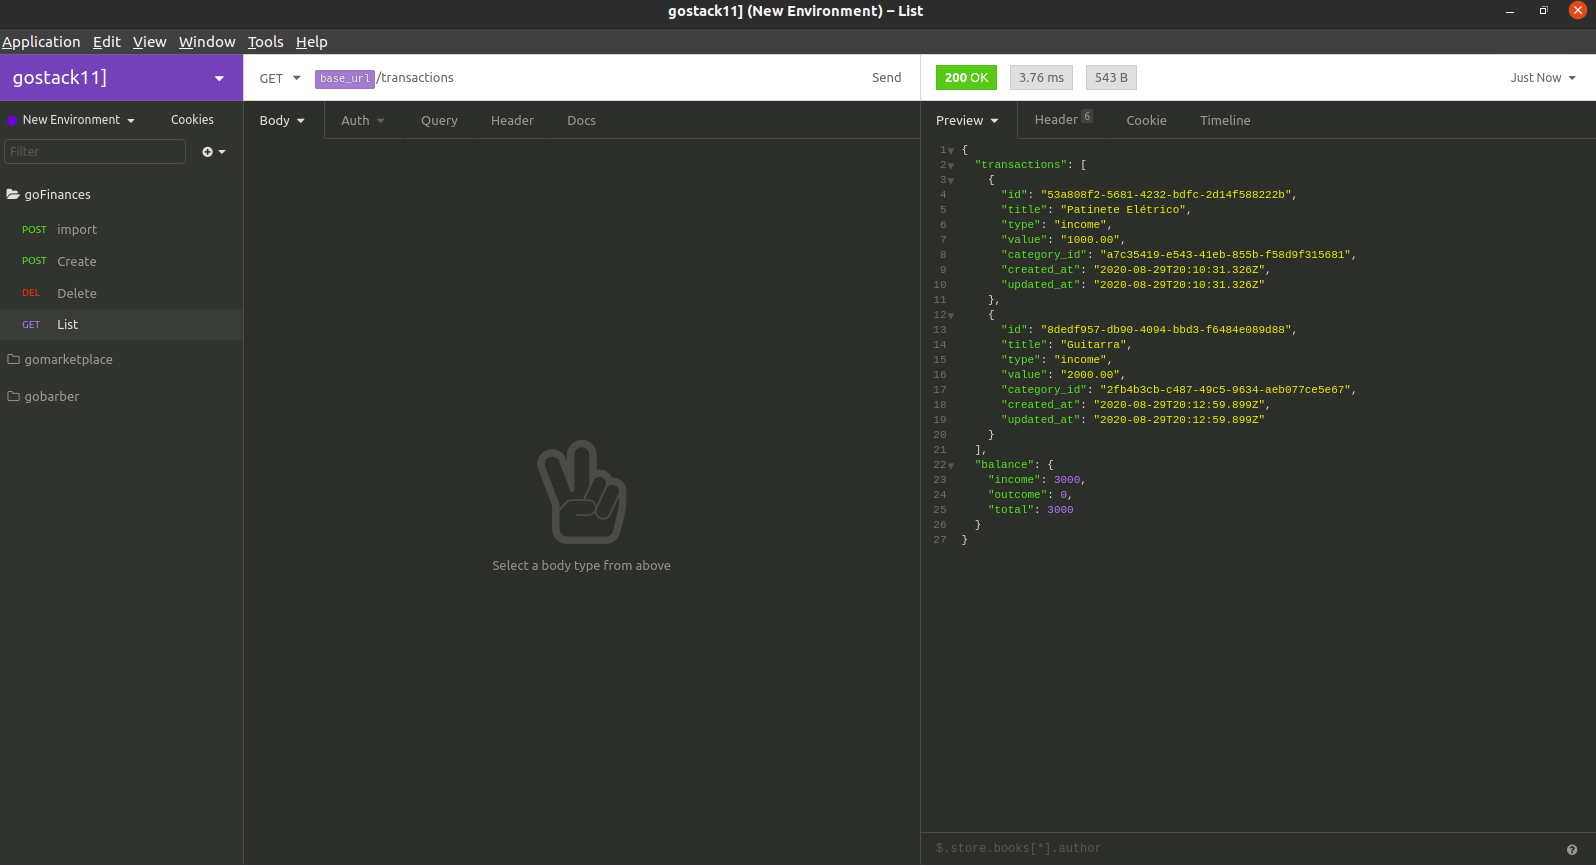 gostack11] (New Environment) – List
Application Edit View Window Tools Help
gostack11]
GET base_url/transactions Send
200 OK 3.76 ms 543 B Just Now
New Environment Cookies
Filter
goFinances
POST import
POST Create
DEL Delete
GET List
gomarketplace
gobarber
Body Auth Query Header Docs
Select a body type from above
Preview Header 6 Cookie Timeline
1 {
2 "transactions": [
3 {
4 "id": "53a808f2-5681-4232-bdfc-2d14f588222b",
5 "title": "Patinete Elétrico",
6 "type": "income",
7 "value": "1000.00",
8 "category_id": "a7c35419-e543-41eb-855b-f58d9f315681",
9 "created_at": "2020-08-29T20:10:31.326Z",
10 "updated_at": "2020-08-29T20:10:31.326Z"
11 },
12 {
13 "id": "8dedf957-db90-4094-bbd3-f6484e089d88",
14 "title": "Guitarra",
15 "type": "income",
16 "value": "2000.00",
17 "category_id": "2fb4b3cb-c487-49c5-9634-aeb077ce5e67",
18 "created_at": "2020-08-29T20:12:59.899Z",
19 "updated_at": "2020-08-29T20:12:59.899Z"
20 }
21 ],
22 "balance": {
23 "income": 3000,
24 "outcome": 0,
25 "total": 3000
26 }
27 }
$.store.books[*].author